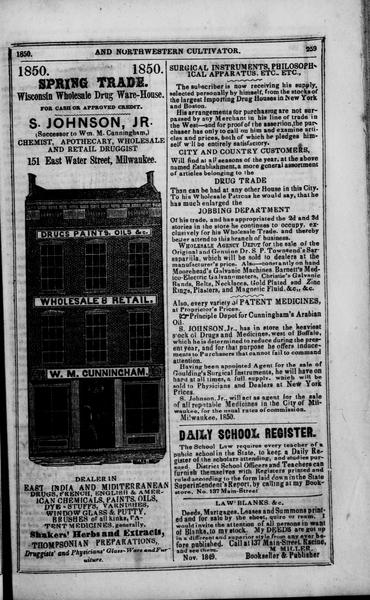 1850.
AND NORTHWESTERN CULTIVATOR.
259
1850. 1850.
SPRING TRADE.
Wisconsin Wholesale Drug Ware-House.
FOR CASH OR APPROVED CREDIT.
S. JOHNSON, JR.
(Successor to Wm. M. Cunningham,)
CHEMIST, APOTHECARY, WHOLESALE
AND RETAIL DRUGGIST
151 East Water Street, Milwaukee.
DRUGS PAINTS, OILS &c.
WHOLESALE & RETAIL.
W. M. CUNNINGHAM.
DEALER IN
EAST INDIA AND MEDITERRANEAN
DRUGS, FRENCH, ENGLISH & AMER-
ICAN CHEMICALS, PAINTS, OILS,
DYE-STUFFS, VARNISHES,
WINDOW GLASS & PUTTY,
BRUSHES of all kinds, PA-
TENT MEDICINES, generally,
Shakers' Herbs and Extracts,
THOMPSONIAN PREPARATIONS,
Druggists' and Physicians' Glass-Ware and Fur-
niture.
SURGICAL INSTRUMENTS, PHILOSOPH-
ICAL APPARATUS, ETC. ETC.,
The subscriber is now receiving his supply,
selected personally by himself, from the stocks of
the largest Importing Drug Houses in New York
and Boston.
His arrangements for purchasing are not sur-
passed by any Merchant in his line of trade in
the West—and for proof of the assertion, the pur-
chaser has only to call on him and examine arti-
cles and prices, both of which he pledges him-
self will be entirely satisfactory.
CITY AND COUNTRY CUSTOMERS,
Will find at all seasons of the year, at the above
named Establishment, a more general assortment
of articles belonging to the
DRUG TRADE
Than can be had at any other House in this City.
To his Wholesale Patrons he would say, that he
has much enlarged the
JOBBING DEPARTMENT
Of his trade, and has appropriated the 2d and 3d
stories in the store he continues to occupy, ex-
clusively for his Wholesale Trade, and thereby
better attend to this branch of business.
WHOLESALE AGENCY DEPOT for the sale of the
Original and Genuine Dr. S. P. Townsend's Sar-
saparilla, which will be sold to dealers at the
manufacturer's price. Also—constantly on hand
Moorehead's Galvanic Machines, Barnett's Med-
ico-Electric Galvanometers, Christie's Galvanic
Bands, Belts, Necklaces, Gold Plated and Zinc
Rings, Plasters, and Magnetic Fluid, &c., &c.
Also, every variety of PATENT MEDICINES,
at Proprietor's Prices.
Principle Depot for Cunningham's Arabian
Oil.
S. JOHNSON, Jr., has in store the heaviest
stock of Drugs and Medicines, west of Buffalo,
which he is determined to reduce during the pres-
ent year, and for that purpose he offers induce-
ments to Purchasers that cannot fail to command
attention.
Having been appointed Agent for the sale of
Goulding's Surgical Instruments, he will have on
hand at all times, a full supply, which will be
sold to Physicians and Dealers at New York
Prices.
S. Johnson, Jr., will act as agent for the sale
of all reputable Medicines in the City of Mil-
waukee, for the usual rates of commission.
Milwaukee, 1850.
DAILY SCHOOL REGISTER.
The School Law requires every teacher of a
public school in the State, to keep a Daily Re-
gister of the scholars attending, and studies pur-
sued. District School Officers and Teachers can
furnish themselves with Registers printed and
ruled according to the form laid down in the State
Superintendent's Report, by calling at my Book-
store, No. 137 Main-Street
LAW BLANKS, &c.
Deeds, Mortgages, Leases and Summons print-
ed and for sale by the sheet, quire or ream. I
would invite the attention of all persons in want
of Blanks, to my stock. My DEEDS are got up
in a different and superior style from any ever be-
fore published. Call at 137 Main-Street, Racine,
and see them.
M. MILLER,
Nov. 1849. Bookseller & Publisher